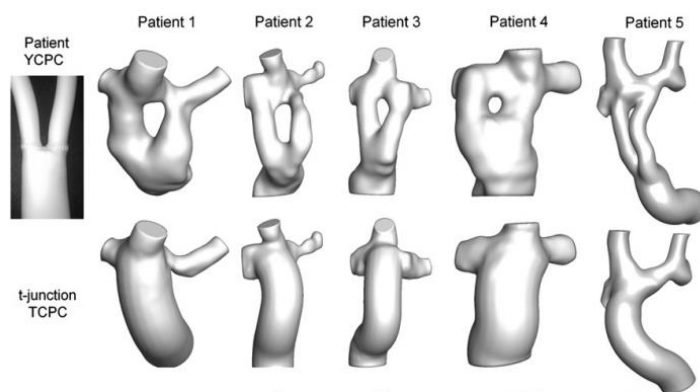 Patient 1
Patient 2
Patient 3
Patient 4
Patient 5
Patient
YCPC
t-junction
TCPC